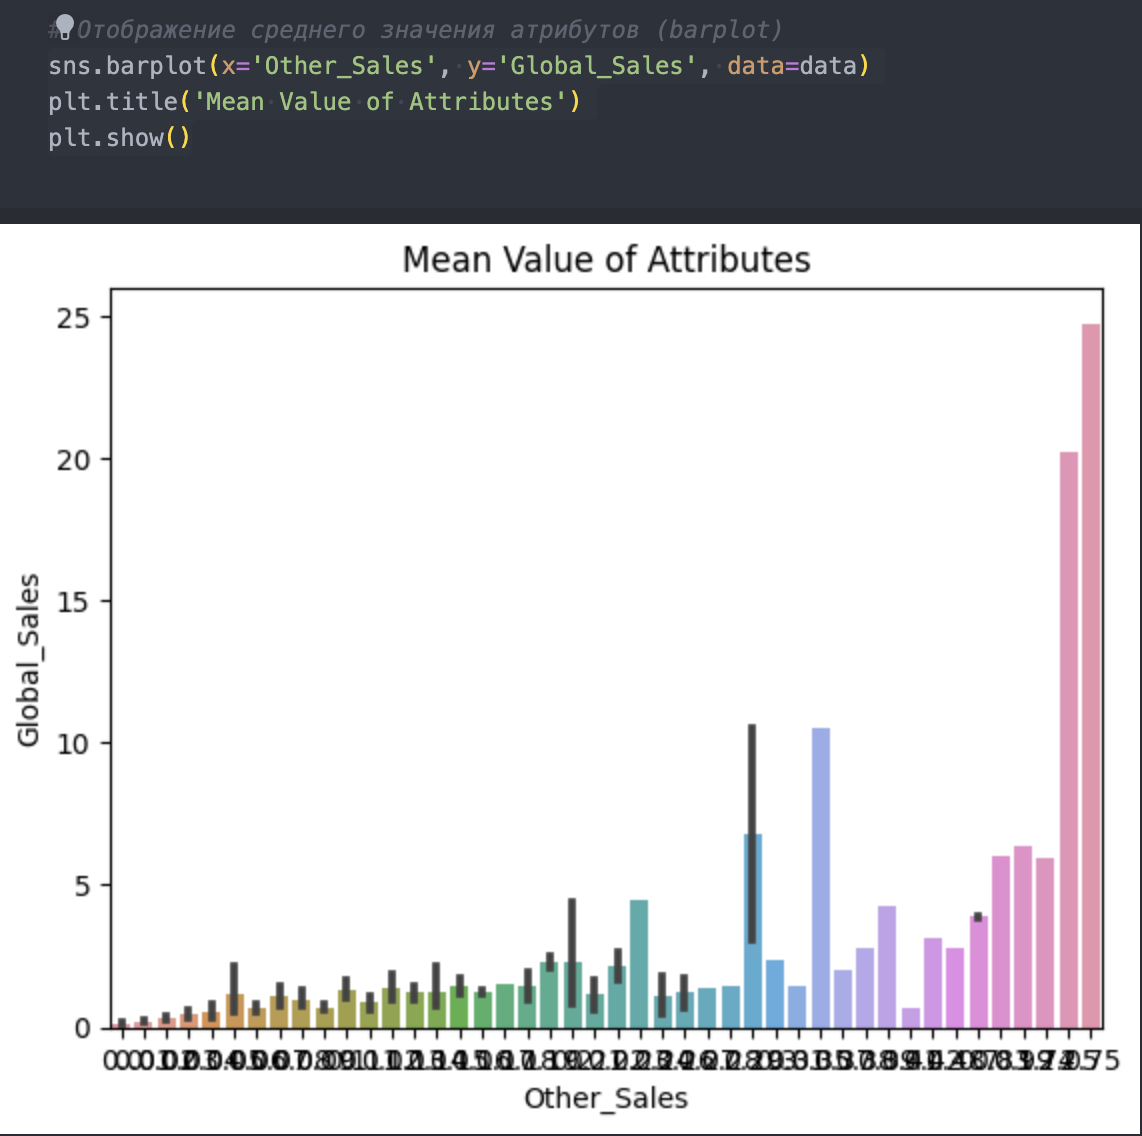 # Отображение среднего значения атрибутов (barplot)
sns.barplot(x='Other_Sales', y='Global_Sales', data=data)
plt.title('Mean Value of Attributes')
plt.show()
Mean Value of Attributes
25
20
15
10
5
0
Global_Sales
Other_Sales